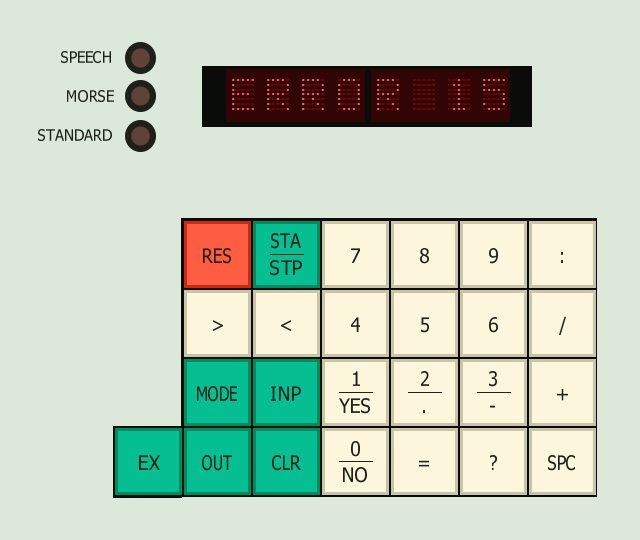 SPEECH
MORSE
STANDARD
ERROR 15
RES STA STP 7 8 9 :
> < 4 5 6 /
MODE INP 1 YES 2 . 3 - +
EX OUT CLR 0 NO = ? SPC